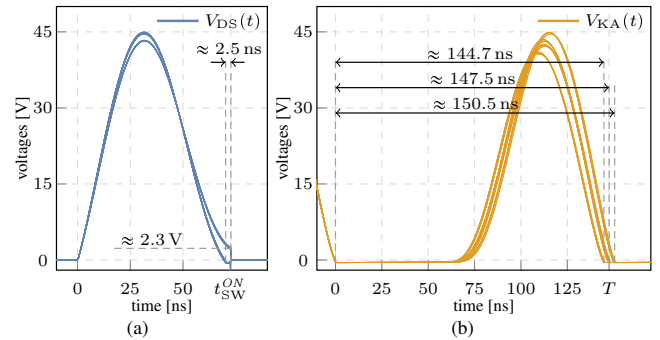 V_DS(t)
≈ 2.5 ns
≈ 2.3 V
voltages [V]
45
30
15
0
0 25 50 t_SW^ON
time [ns]
(a)
V_KA(t)
≈ 144.7 ns
≈ 147.5 ns
≈ 150.5 ns
voltages [V]
45
30
15
0
0 25 50 75 100 125 T
time [ns]
(b)